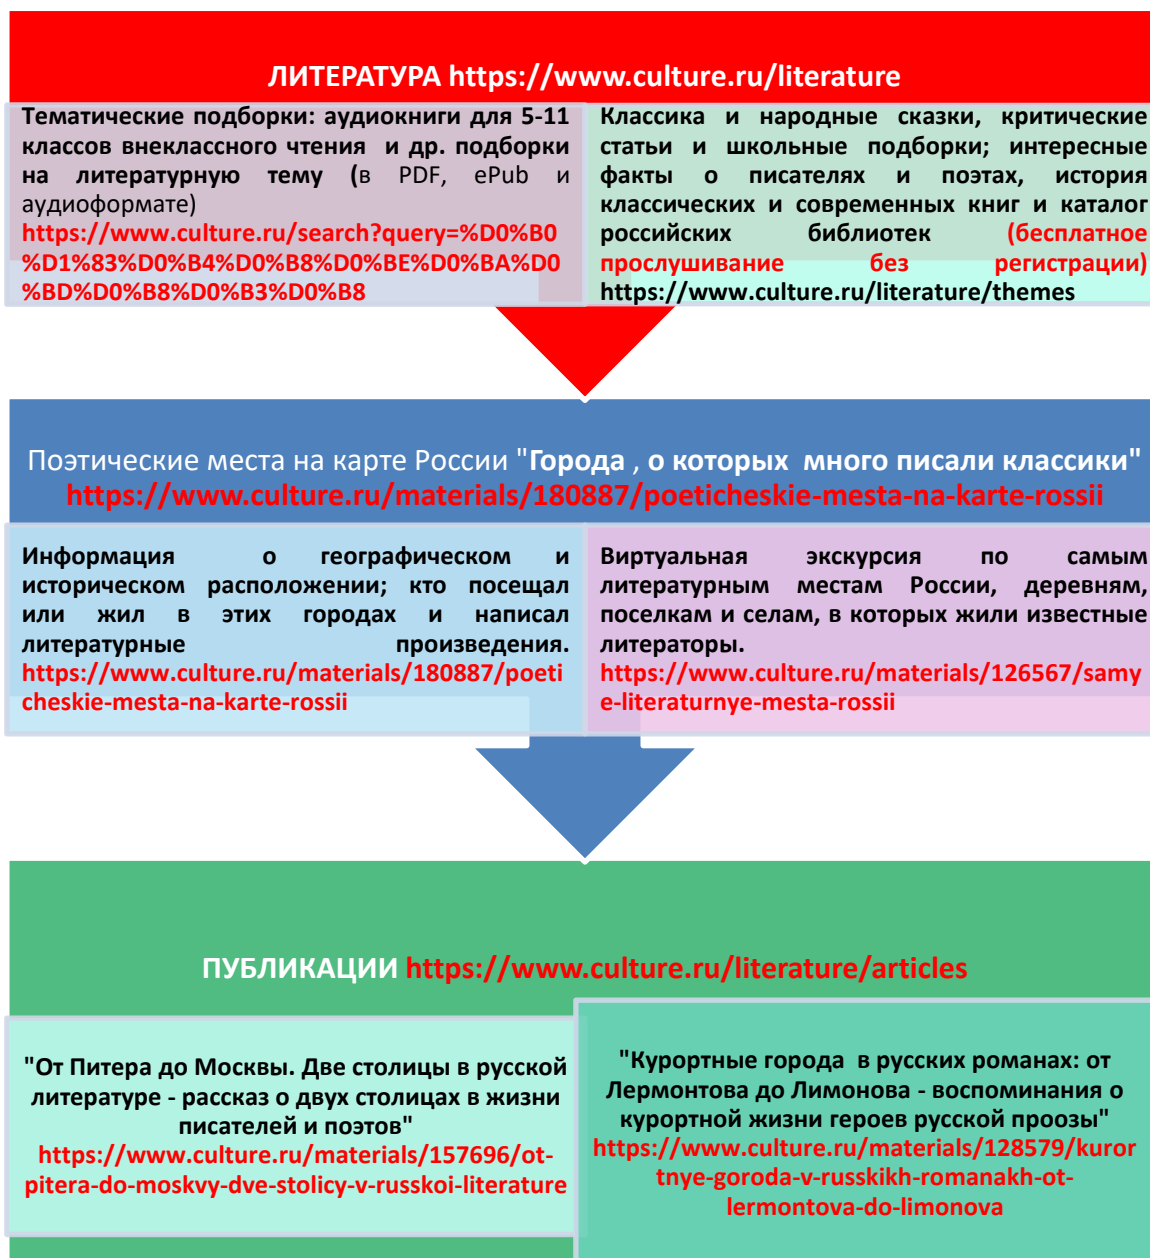 ЛИТЕРАТУРА https://www.culture.ru/literature
Тематические подборки: аудиокниги для 5-11
классов внеклассного чтения и др. подборки
на литературную тему (в PDF, ePub и
аудиоформате)
https://www.culture.ru/search?query=%D0%B0
%D1%83%D0%B4%D0%B8%D0%BE%D0%BA%D0
%BD%D0%B8%D0%B3%D0%B8
Классика и народные сказки, критические
статьи и школьные подборки; интересные
факты о писателях и поэтах, история
классических и современных книг и каталог
российских библиотек (бесплатное
прослушивание без регистрации)
https://www.culture.ru/literature/themes
Поэтические места на карте России "Города , о которых много писали классики"
https://www.culture.ru/materials/180887/poeticheskie-mesta-na-karte-rossii
Информация о географическом и
историческом расположении; кто посещал
или жил в этих городах и написал
литературные произведения.
https://www.culture.ru/materials/180887/poeti
cheskie-mesta-na-karte-rossii
Виртуальная экскурсия по самым
литературным местам России, деревням,
поселкам и селам, в которых жили известные
литераторы.
https://www.culture.ru/materials/126567/samy
e-literaturnye-mesta-rossii
ПУБЛИКАЦИИ https://www.culture.ru/literature/articles
"От Питера до Москвы. Две столицы в русской
литературе - рассказ о двух столицах в жизни
писателей и поэтов"
https://www.culture.ru/materials/157696/ot-
pitera-do-moskvy-dve-stolicy-v-russkoi-literature
"Курортные города в русских романах: от
Лермонтова до Лимонова - воспоминания о
курортной жизни героев русской проозы"
https://www.culture.ru/materials/128579/kuror
tnye-goroda-v-russkikh-romanakh-ot-
lermontova-do-limonova